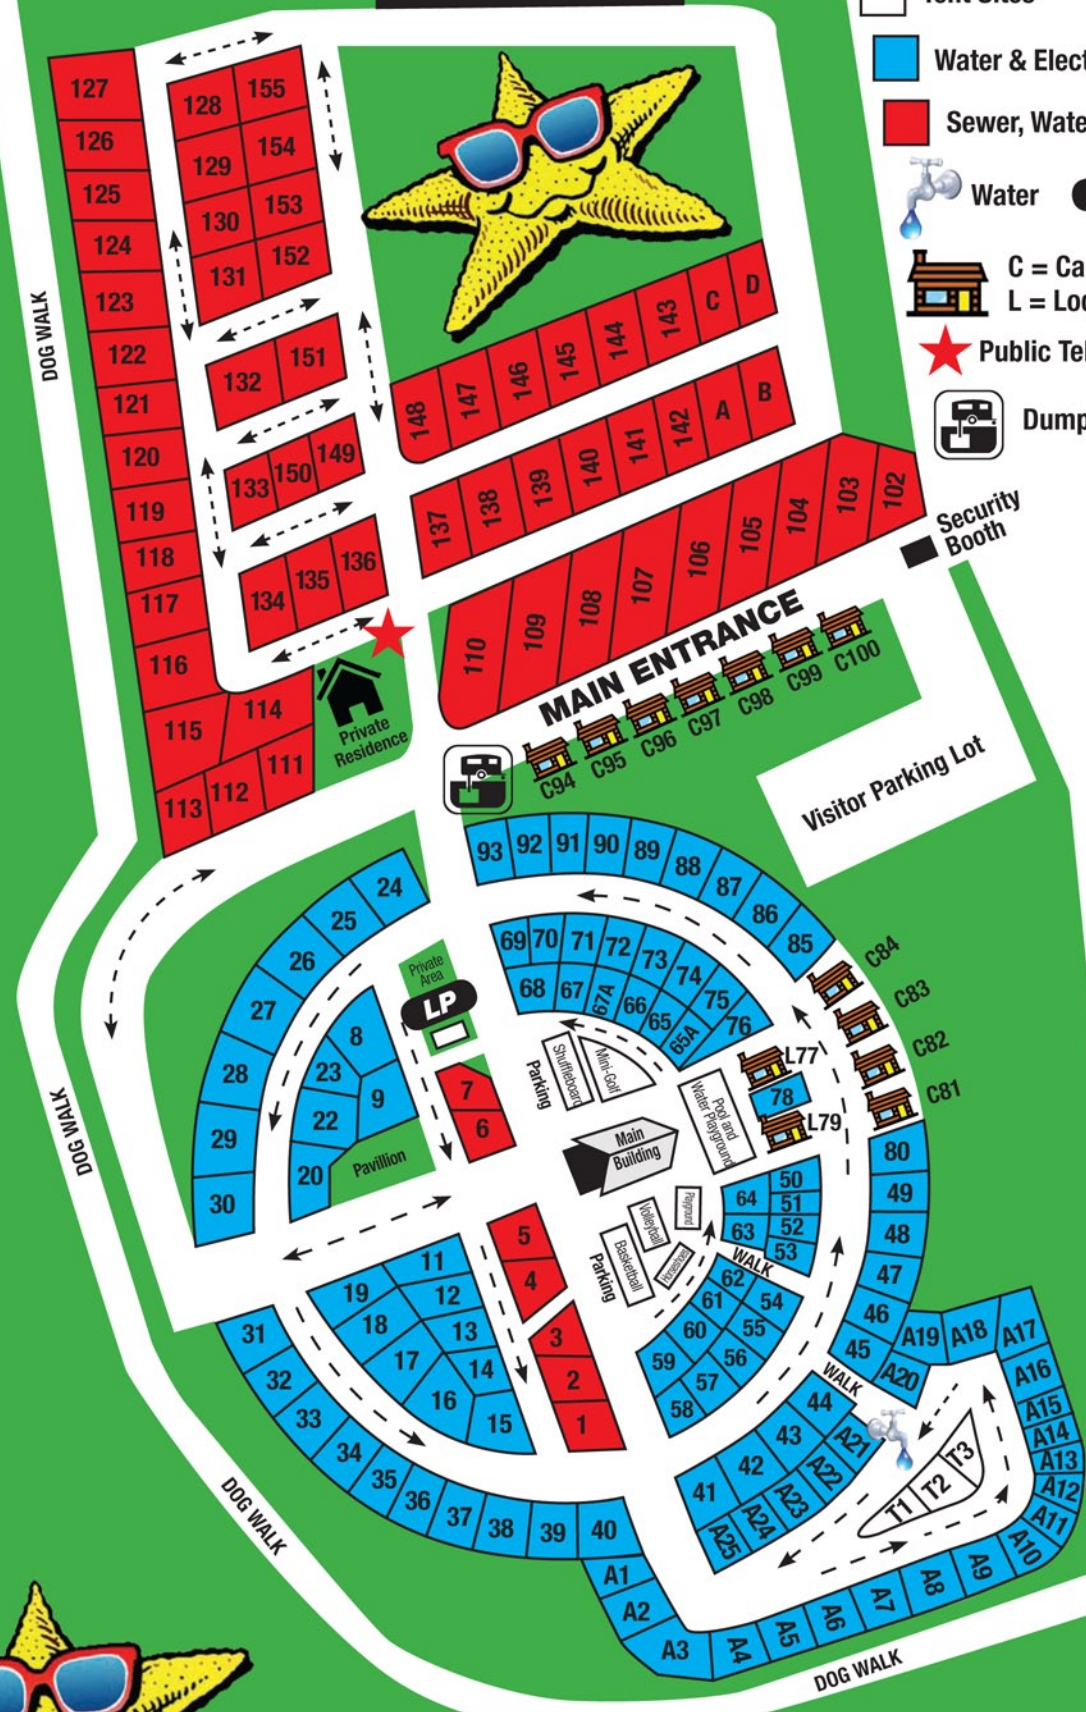 Tent Sites
Water & Elect
Sewer, Wate
Water
C = Ca
L =
Public Tel
Dump
DOG WALK
127
126
125
124
123
122
121
120
119
118
117
116
115
114
113
112
111
128
155
129
154
130
153
131
152
132
151
133
150
149
134
135
136
148
147
146
145
144
143
C
D
137
138
139
140
141
142
A
B
110
109
108
107
106
105
104
103
102
Security
Booth
MAIN ENTRANCE
Private
Residence
C94
C95
C96
C97
C98
C99
C100
Visitor Parking Lot
93
92
91
90
89
88
87
86
85
C84
C83
C82
C81
24
25
26
27
28
29
30
69
70
71
72
73
74
75
76
68
67
67A
66
65
65A
Private
Area
LP
8
23
9
22
20
7
6
Pavillion
Parking
Shuffleboard
Mini-Golf
Pool and
Water Playground
L77
78
L79
Main
Building
DOG WALK
80
49
48
47
46
45
64
50
51
63
52
53
WALK
Playground
Volleyball
Basketball
Horseshoes
Parking
5
4
3
2
1
11
19
12
18
13
17
14
16
15
62
61
54
60
55
59
56
57
58
31
32
33
34
35
36
37
38
39
40
WALK
44
43
42
41
A19
A18
A17
A20
A16
A15
A14
A13
A12
A11
A10
A9
A8
A7
A6
A5
A4
A3
A2
A1
A21
A22
A23
A24
A25
T1
T2
T3
DOG WALK
DOG WALK